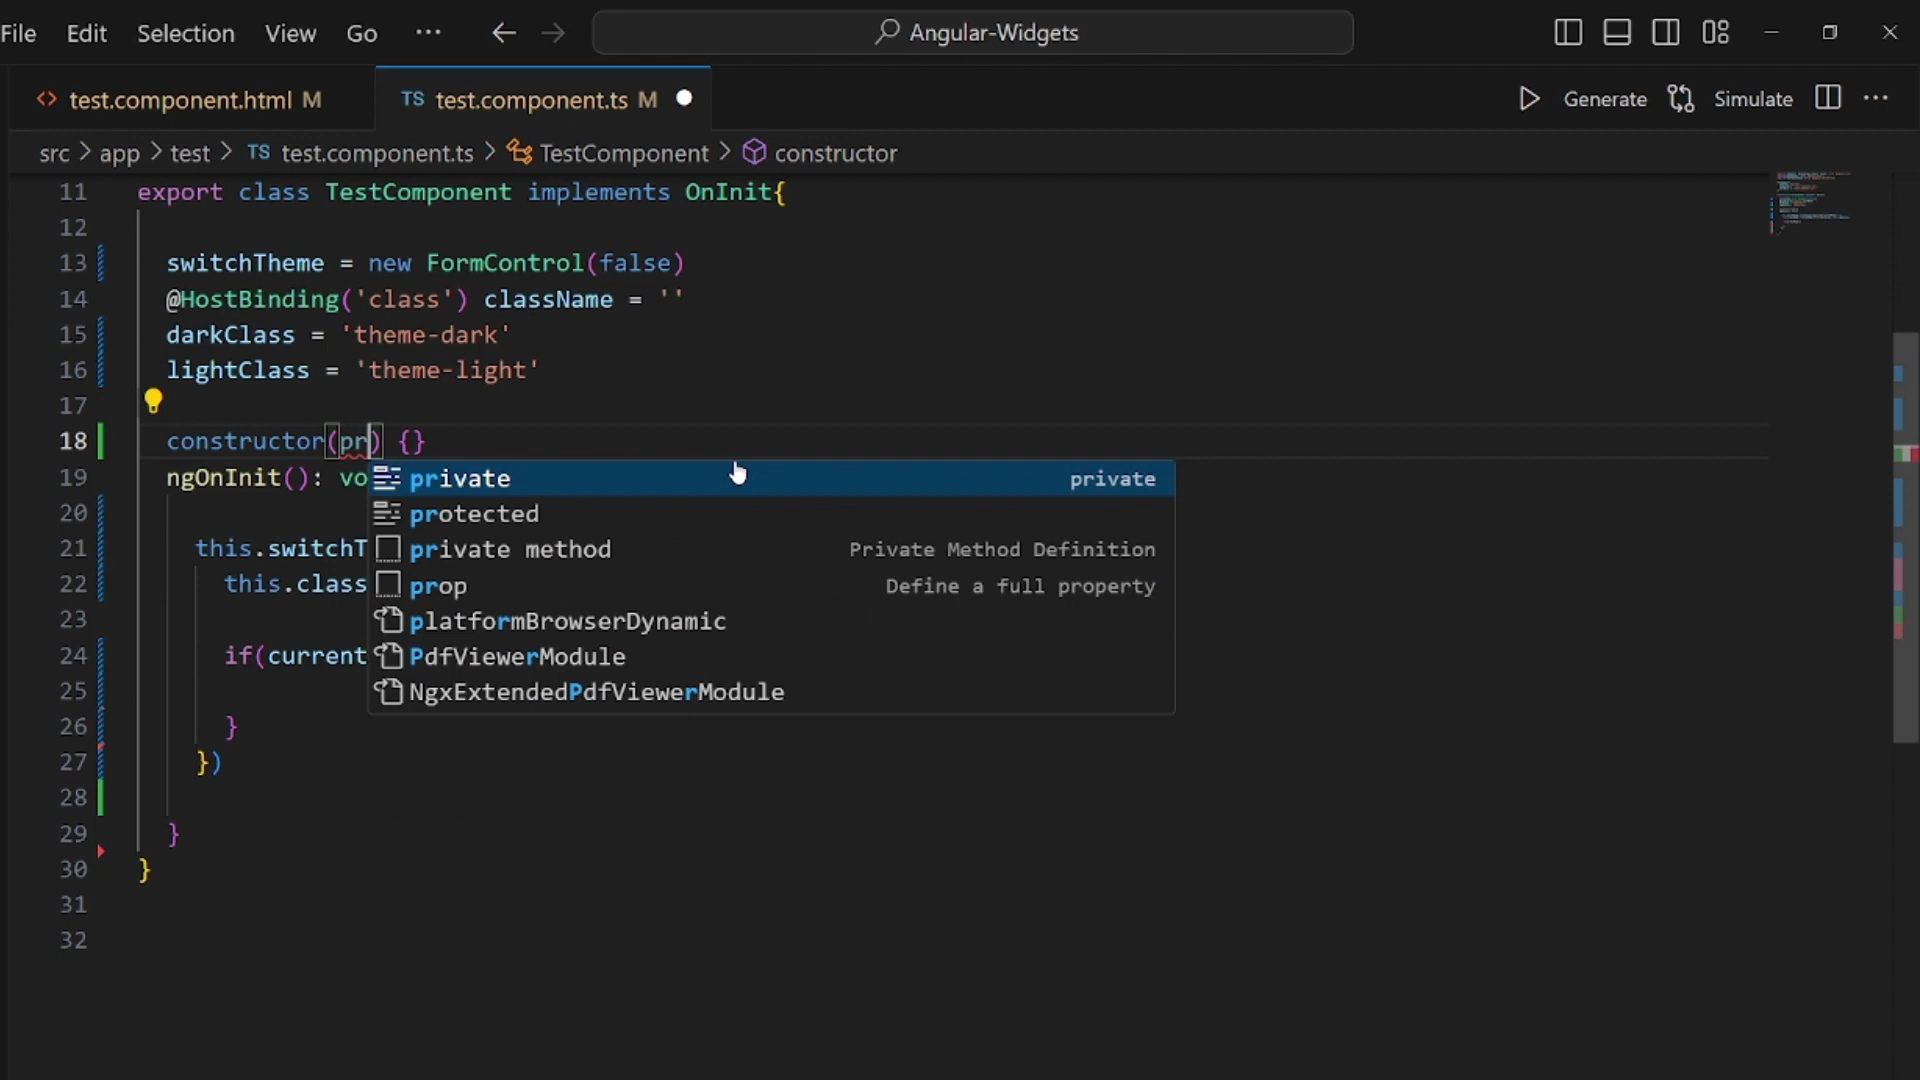 File Edit Selection View Go ··· Angular-Widgets
test.component.html M TS test.component.ts M Generate Simulate ···
src > app > test > TS test.component.ts > TestComponent > constructor
11 export class TestComponent implements OnInit{
12
13 switchTheme = new FormControl(false)
14 @HostBinding('class') className = ''
15 darkClass = 'theme-dark'
16 lightClass = 'theme-light'
17
18 constructor(pr) {}
19 ngOnInit(): vo private private
20 protected
21 this.switchT private method Private Method Definition
22 this.class prop Define a full property
23 platformBrowserDynamic
24 if(current PdfViewerModule
25 NgxExtendedPdfViewerModule
26 }
27 })
28
29 }
30 }
31
32